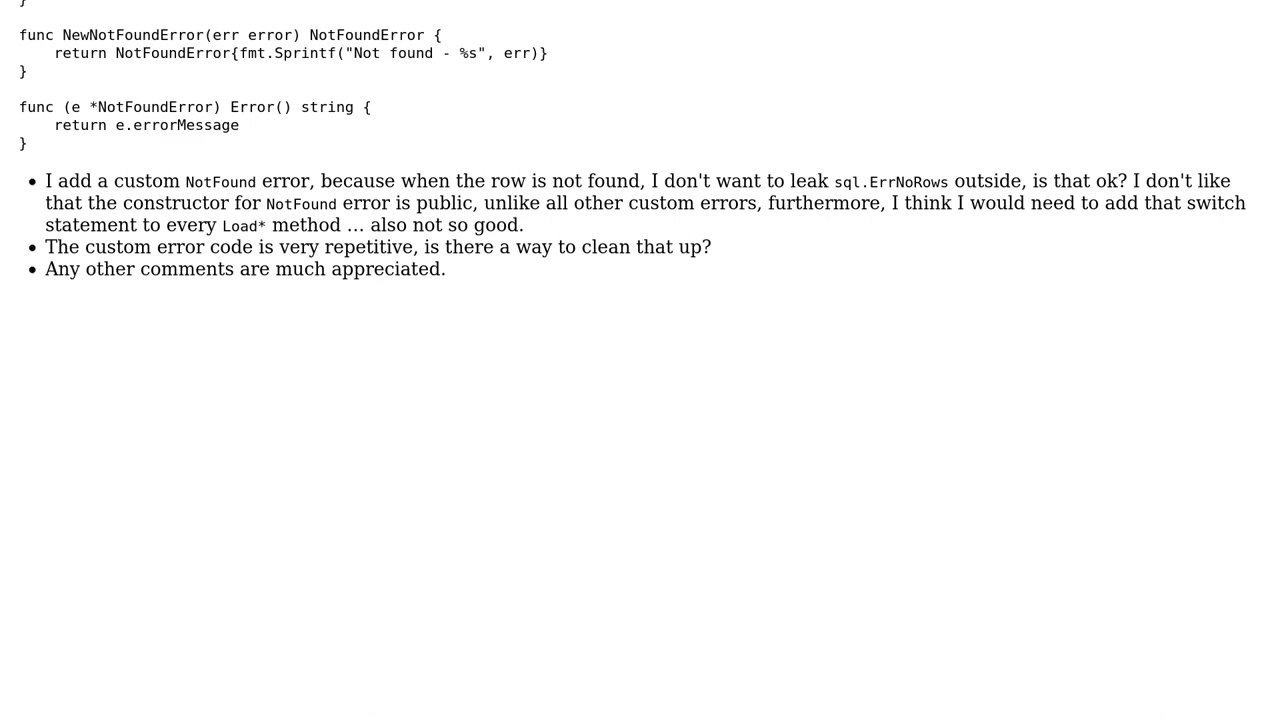 }
func NewNotFoundError(err error) NotFoundError {
    return NotFoundError{fmt.Sprintf("Not found - %s", err)}
}
func (e *NotFoundError) Error() string {
    return e.errorMessage
}
• I add a custom NotFound error, because when the row is not found, I don't want to leak sql.ErrNoRows outside, is that ok? I don't like
that the constructor for NotFound error is public, unlike all other custom errors, furthermore, I think I would need to add that switch
statement to every Load* method … also not so good.
• The custom error code is very repetitive, is there a way to clean that up?
• Any other comments are much appreciated.